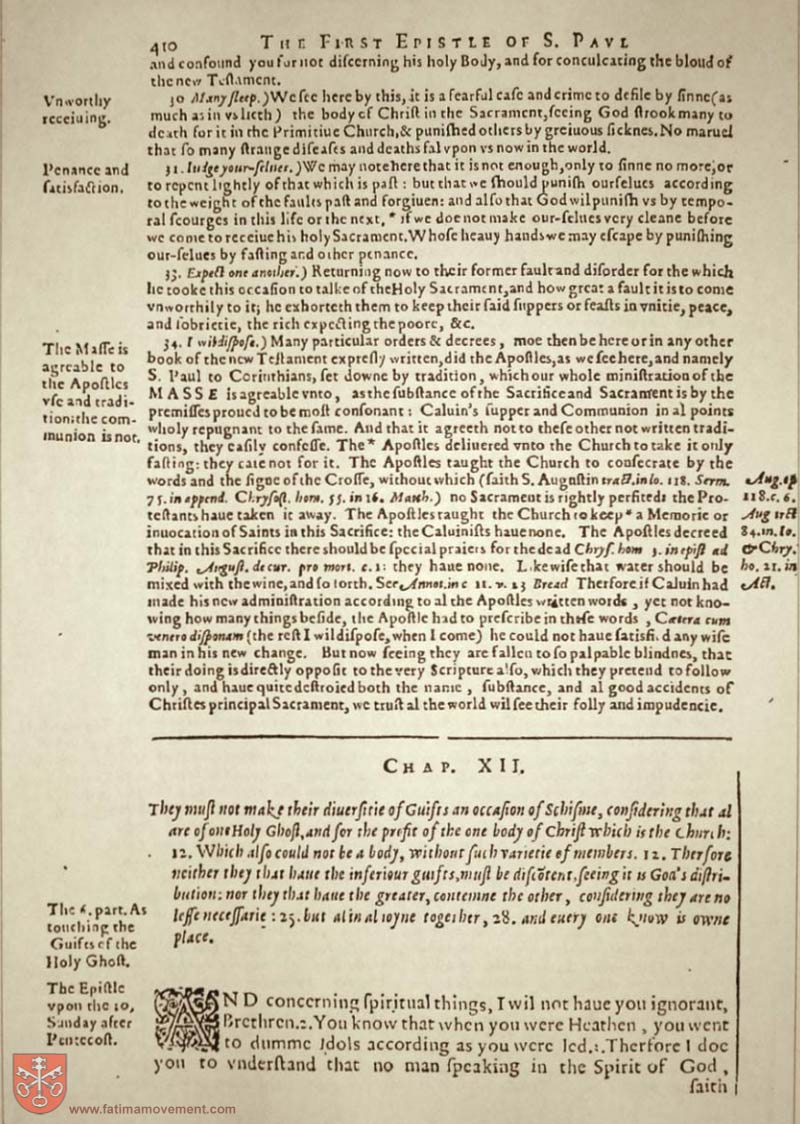 410 THE FIRST EPISTLE OF S. PAVL
and confound you for not diſcerning his holy Body, and for conculcating the bloud of
the new Teſtament.
Vnworthy
receiuing.
30 Many ſleep.) We ſee here by this, it is a fearful caſe and crime to defile by ſinne (as
much as in vs lieth) the body of Chriſt in the Sacrament, ſeeing God ſtrook many to
death for it in the Primitiue Church, & puniſhed others by greiuous ſicknes. No maruel
that ſo many ſtrange diſeaſes and deaths fal vpon vs now in the world.
Penance and
ſatisfaction.
31. Iudge your-ſelues.) We may note here that it is not enough, only to ſinne no more, or
to repent lightly of that which is paſt: but that we ſhould puniſh ourſelues according
to the weight of the faults paſt and forgiuen: and alſo that God wil puniſh vs by tempo-
ral ſcourges in this life or the next, * if we doe not make our-ſelues very cleane before
we come to receiue his holy Sacrament. Whoſe heauy hands we may eſcape by puniſhing
our-ſelues by faſting and other penance.
33. Expect one another.) Returning now to their former fault and diſorder for the which
he tooke this occaſion to talke of the Holy Sacrament, and how great a fault it is to come
vnworthily to it; he exhorteth them to keep their ſaid ſuppers or feaſts in vnitie, peace,
and ſobrietie, the rich expecting the poore, &c.
The Maſſe is
agreable to
the Apoſtles
vſe and tradi-
tion: the com-
munion is not.
34. I wil diſpoſe.) Many particular orders & decrees, moe then be here or in any other
book of the new Teſtament expreſly written, did the Apoſtles, as we ſee here, and namely
S. Paul to Corinthians, ſet downe by tradition, which our whole miniſtration of the
MASSE is agreable vnto, as the ſubſtance of the Sacrifice and Sacrament is by the
premiſſes proued to be moſt conſonant: Caluin's ſupper and Communion in al points
wholy repugnant to the ſame. And that it agreeth not to theſe other not written tradi-
tions, they eaſily confeſſe. The * Apoſtles deliuered vnto the Church to take it only
faſting: they care not for it. The Apoſtles taught the Church to conſecrate by the
words and the ſigne of the Croſſe, without which (ſaith S. Auguſtin tract. in Io. 118. Serm.
75. in append. Chryſoſt. hom. 55. in 16. Matth.) no Sacrament is rightly perfited: the Pro-
teſtants haue taken it away. The Apoſtles taught the Church to keep * a Memorie or
inuocation of Saints in this Sacrifice: the Caluiniſts haue none. The Apoſtles decreed
that in this Sacrifice there ſhould be ſpecial praiers for the dead Chryſ. hom 3. in epiſt ad
Philip. Auguſt. de cur. pro mort. c. 1: they haue none. Likewiſe that water ſhould be
mixed with the wine, and ſo forth. See Annot. in c 11. v. 23 Bread Therfore if Caluin had
made his new adminiſtration according to al the Apoſtles written words, yet not kno-
wing how many things beſide, the Apoſtle had to preſcribe in thoſe words, Cætera cum
venero diſponam (the reſt I wil diſpoſe, when I come) he could not haue ſatisfied any wiſe
man in his new change. But now ſeeing they are fallen to ſo palpable blindnes, that
their doing is directly oppoſit to the very Scripture alſo, which they pretend to follow
only, and haue quite deſtroied both the name, ſubſtance, and al good accidents of
Chriſtes principal Sacrament, we truſt al the world wil ſee their folly and impudencie.
Aug. ep
118. c. 6.
Aug tract
84. in. Io.
& Chry.
ho. 21. in
Act.
CHAP. XII.
They muſt not make their diuerſitie of Guifts an occaſion of Schiſme, conſidering that al
are of one Holy Ghoſt, and for the profit of the one body of Chriſt which is the Church:
12. Which alſo could not be a body, without ſuch varietie of members. 12. Therfore
neither they that haue the inferiour guifts, muſt be diſcõtent, ſeeing it is God's diſtri-
bution: nor they that haue the greater, contemne the other, conſidering they are no
leſſe neceſſarie: 25. but al in al ioyne together, 28. and euery one know is owne
place.
The 6. part. As
touching the
Guifts of the
Holy Ghoſt.
The Epiſtle
vpon the 10,
Sunday after
Pentecoſt.
AND concerning ſpiritual things, I wil not haue you ignorant,
Brethren. 2. You know that when you were Heathen, you went
to dumme Idols according as you were led. 3. Therfore I doe
you to vnderſtand that no man ſpeaking in the Spirit of God,
ſaith
www.fatimamovement.com